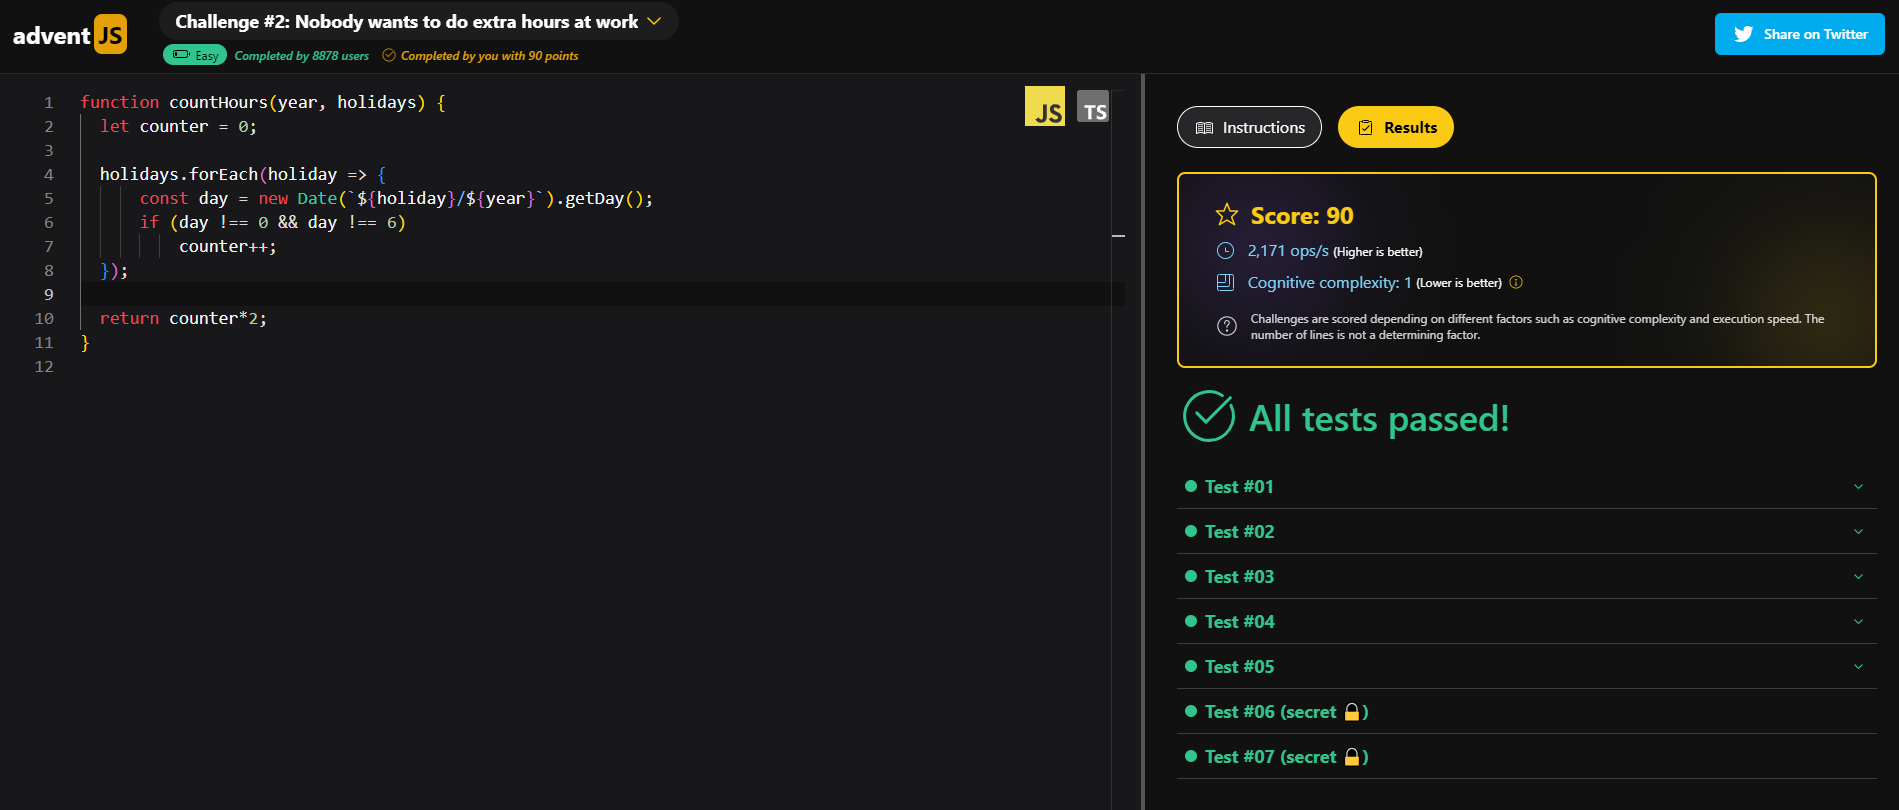 advent JS
Challenge #2: Nobody wants to do extra hours at work
Easy Completed by 8878 users Completed by you with 90 points
Share on Twitter
1 function countHours(year, holidays) {
2 let counter = 0;
3
4 holidays.forEach(holiday => {
5 const day = new Date(`${holiday}/${year}`).getDay();
6 if (day !== 0 && day !== 6)
7 counter++;
8 });
9
10 return counter*2;
11 }
12
JS TS
Instructions Results
Score: 90
2,171 ops/s (Higher is better)
Cognitive complexity: 1 (Lower is better)
Challenges are scored depending on different factors such as cognitive complexity and execution speed. The
number of lines is not a determining factor.
All tests passed!
Test #01
Test #02
Test #03
Test #04
Test #05
Test #06 (secret 🔒)
Test #07 (secret 🔒)